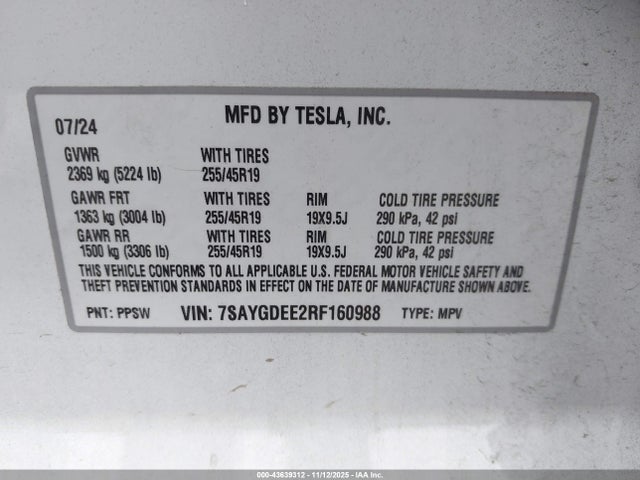 MFD BY TESLA, INC.
07/24
GVWR WITH TIRES
2369 kg (5224 lb) 255/45R19
GAWR FRT WITH TIRES RIM COLD TIRE PRESSURE
1363 kg (3004 lb) 255/45R19 19X9.5J 290 kPa, 42 psi
GAWR RR WITH TIRES RIM COLD TIRE PRESSURE
1500 kg (3306 lb) 255/45R19 19X9.5J 290 kPa, 42 psi
THIS VEHICLE CONFORMS TO ALL APPLICABLE U.S. FEDERAL MOTOR VEHICLE SAFETY AND
THEFT PREVENTION STANDARDS IN EFFECT ON THE DATE OF MANUFACTURE SHOWN ABOVE.
PNT: PPSW VIN: 7SAYGDEE2RF160988 TYPE: MPV
000-43639312 - 11/12/2025 - IAA Inc.